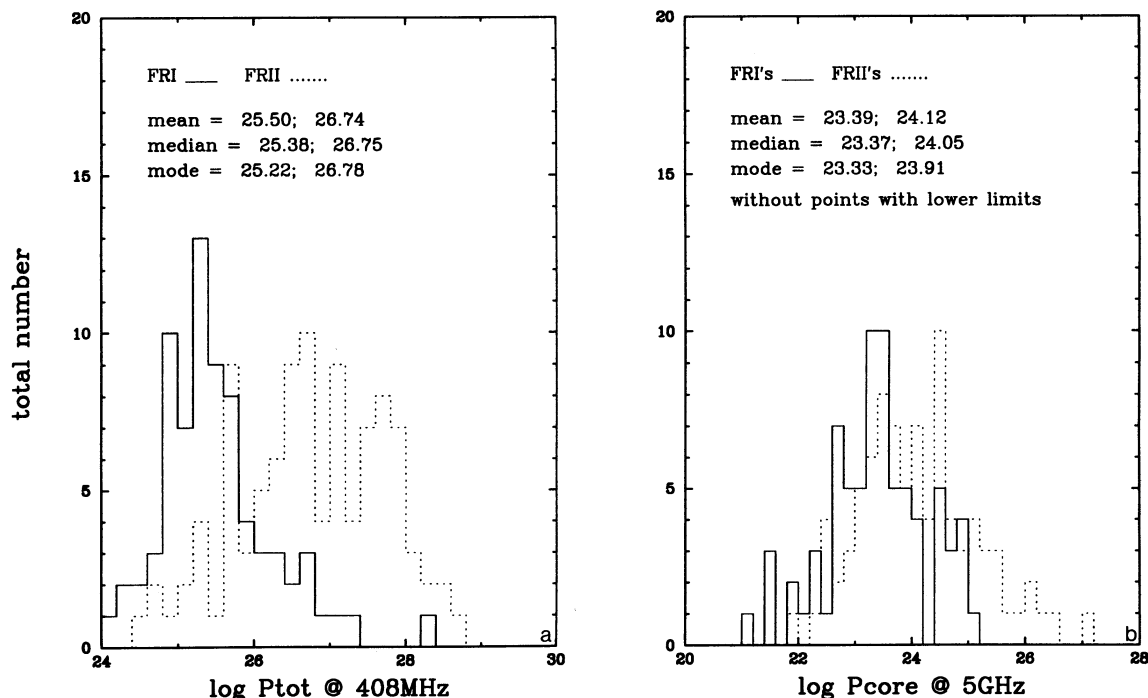 20
15
10
5
0
total number
FRI ___ FRII .......
mean = 25.50; 26.74
median = 25.38; 26.75
mode = 25.22; 26.78
a
24 26 28 30
log Ptot @ 408MHz
20
15
10
5
0
FRI's ___ FRII's .......
mean = 23.39; 24.12
median = 23.37; 24.05
mode = 23.33; 23.91
without points with lower limits
b
20 22 24 26 28
log Pcore @ 5GHz